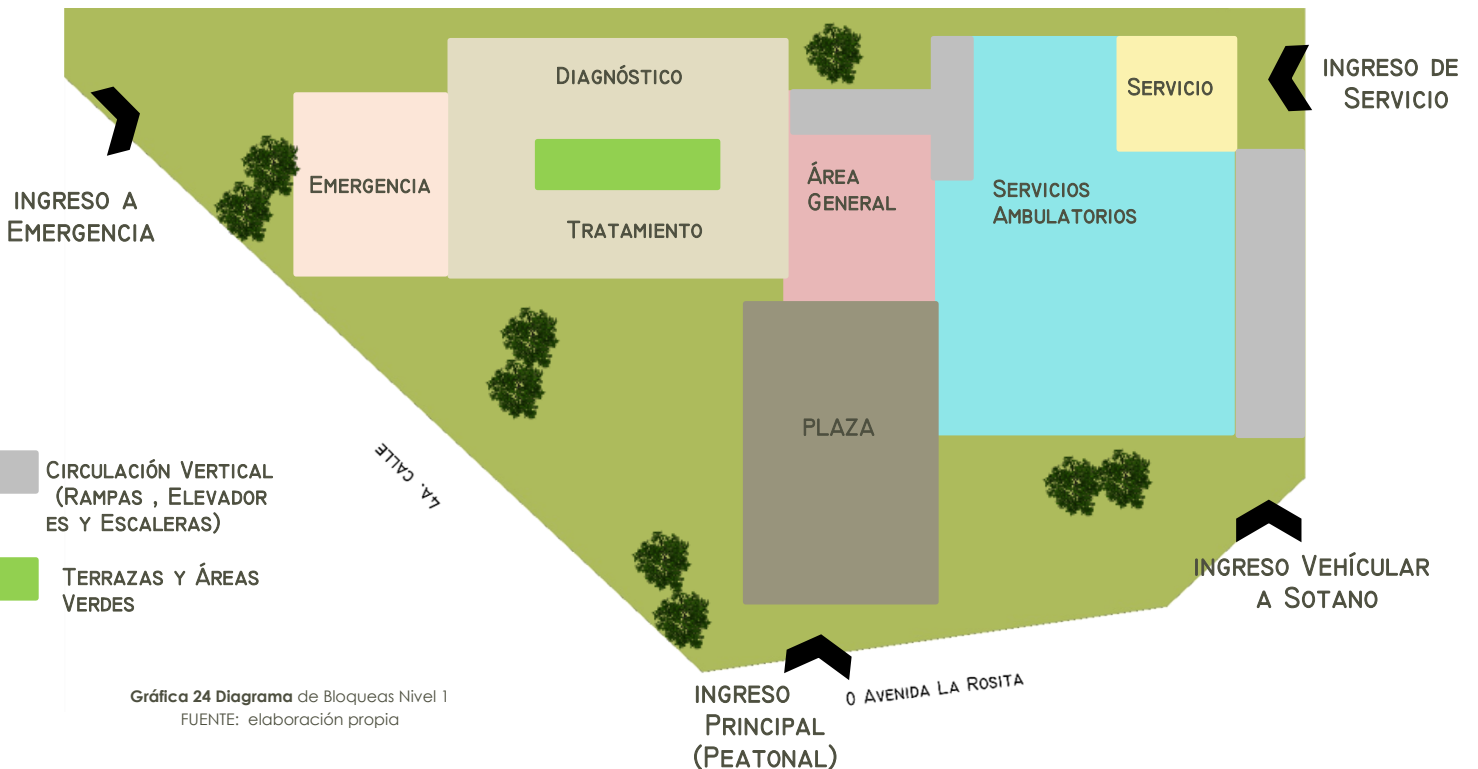 DIAGNÓSTICO
SERVICIO
INGRESO DE
SERVICIO
EMERGENCIA
ÁREA
GENERAL
SERVICIOS
AMBULATORIOS
INGRESO A
EMERGENCIA
TRATAMIENTO
PLAZA
4A. CALLE
CIRCULACIÓN VERTICAL
(RAMPAS , ELEVADOR
ES Y ESCALERAS)
TERRAZAS Y ÁREAS
VERDES
INGRESO VEHÍCULAR
A SOTANO
Gráfica 24 Diagrama de Bloqueas Nivel 1
FUENTE: elaboración propia
INGRESO
PRINCIPAL
(PEATONAL)
0 AVENIDA LA ROSITA